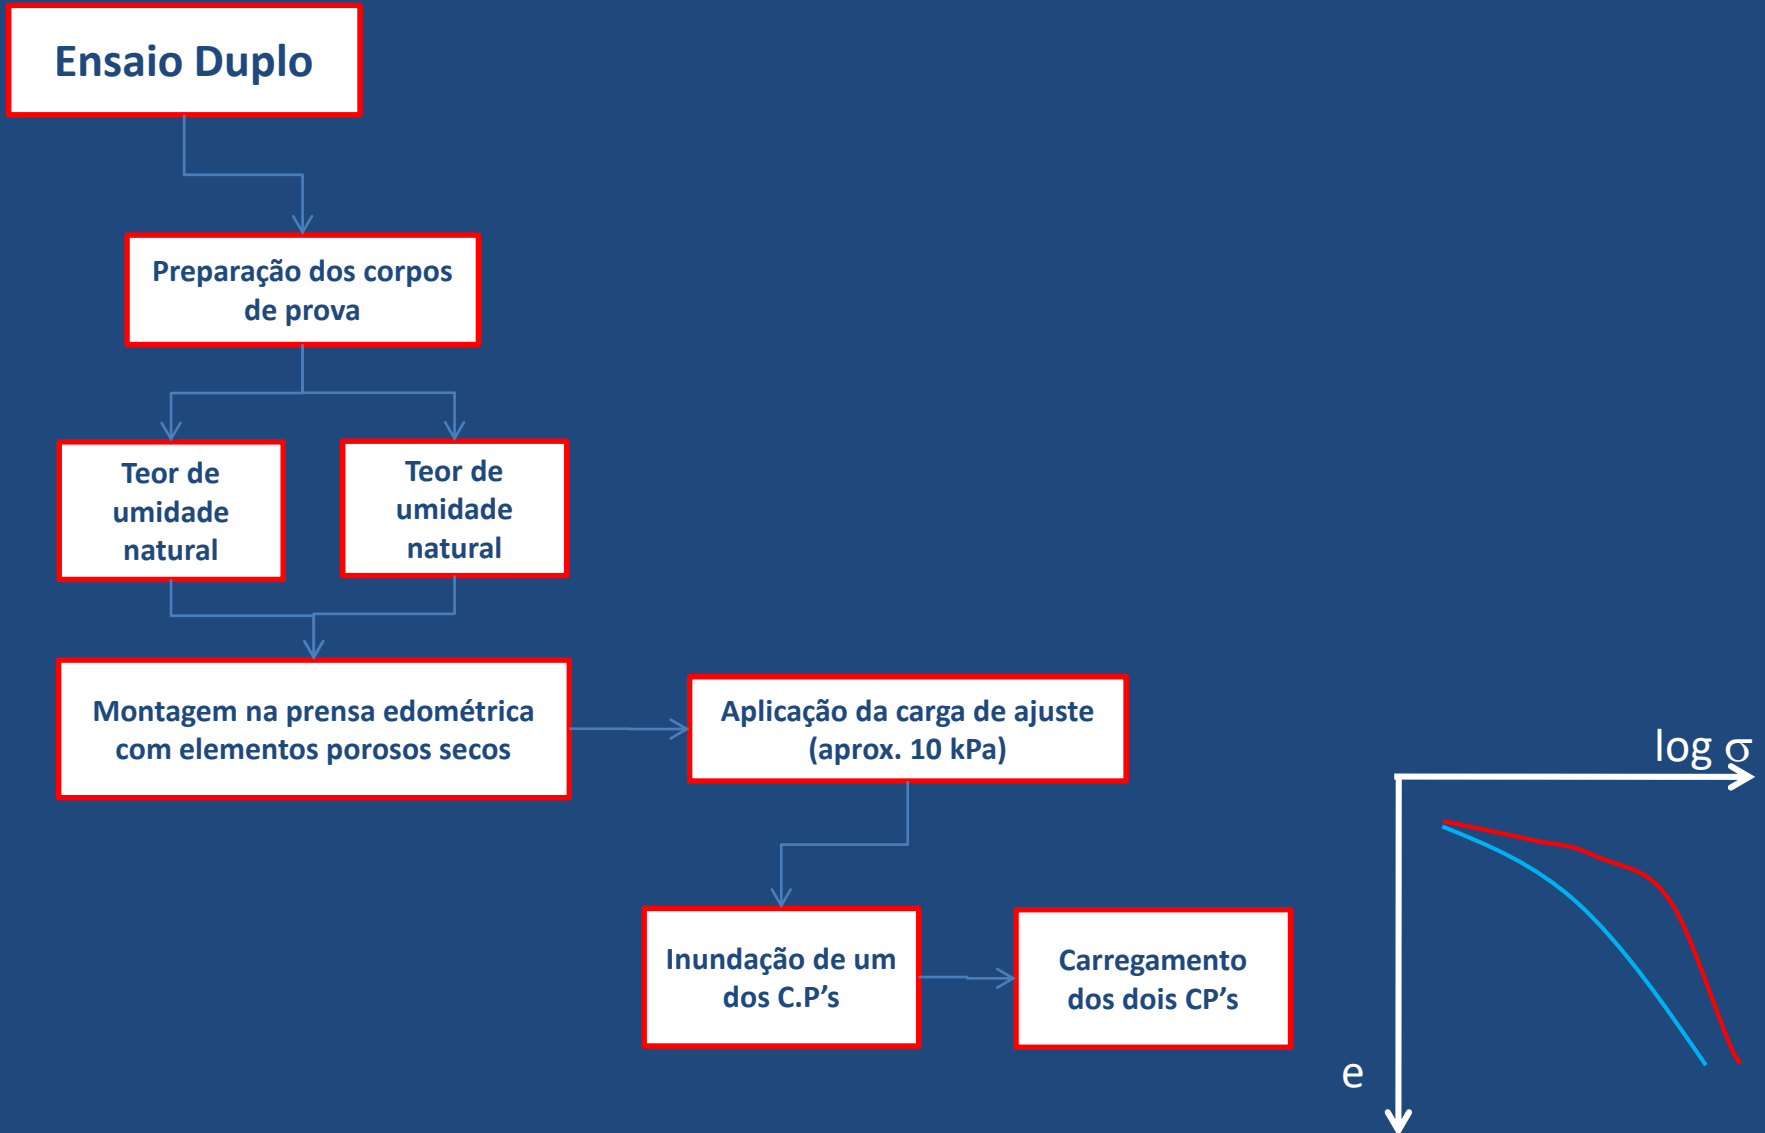 Ensaio Duplo
Preparação dos corpos
de prova
Teor de
umidade
natural
Teor de
umidade
natural
Montagem na prensa edométrica
com elementos porosos secos
Aplicação da carga de ajuste
(aprox. 10 kPa)
Inundação de um
dos C.P’s
Carregamento
dos dois CP’s
log σ
e